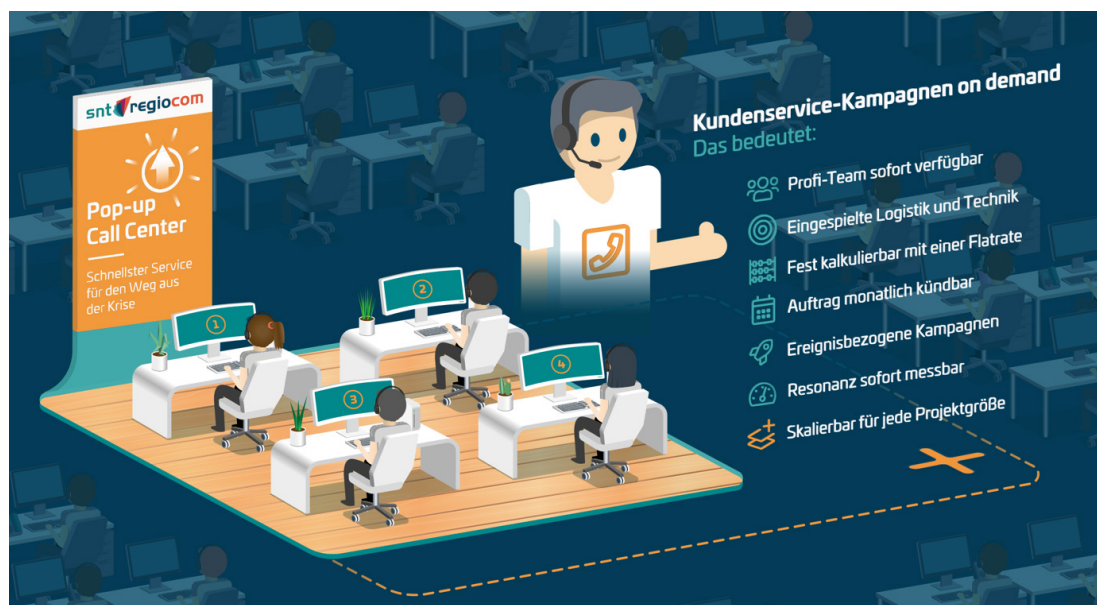 snt regiocom
Pop-up
Call Center
Schnellster Service
für den Weg aus
der Krise
1
2
3
4
Kundenservice-Kampagnen on demand
Das bedeutet:
Profi-Team sofort verfügbar
Eingespielte Logistik und Technik
Fest kalkulierbar mit einer Flatrate
Auftrag monatlich kündbar
Ereignisbezogene Kampagnen
Resonanz sofort messbar
Skalierbar für jede Projektgröße